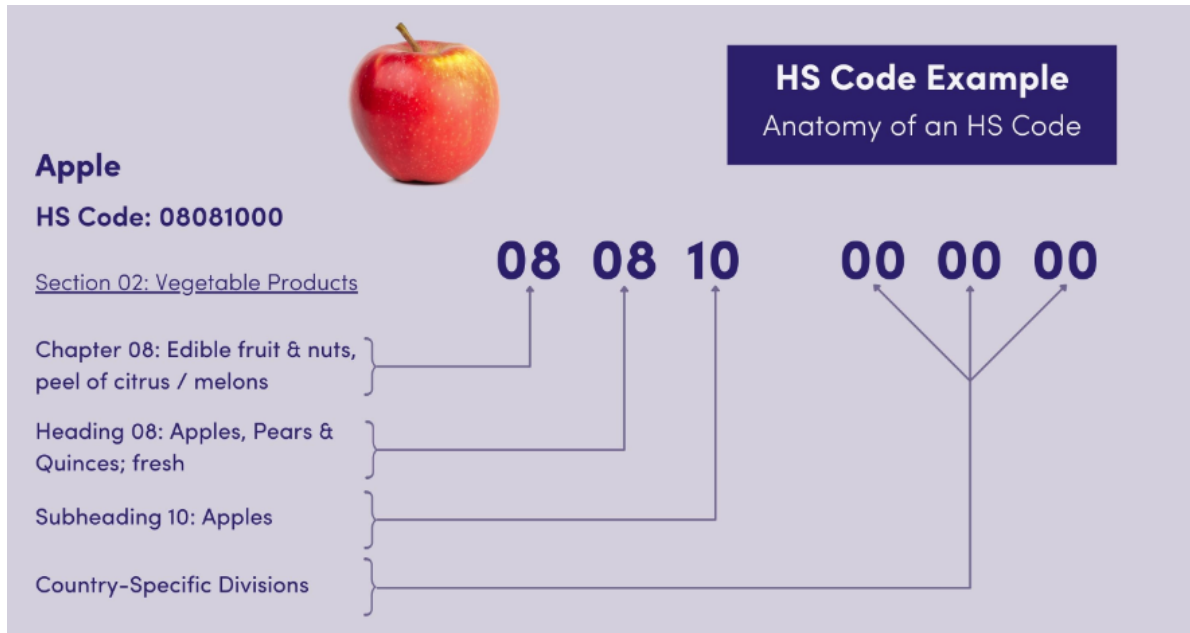 HS Code Example
Anatomy of an HS Code
Apple
HS Code: 08081000
08 08 10 00 00 00
Section 02: Vegetable Products
Chapter 08: Edible fruit & nuts,
peel of citrus / melons
Heading 08: Apples, Pears &
Quinces; fresh
Subheading 10: Apples
Country-Specific Divisions